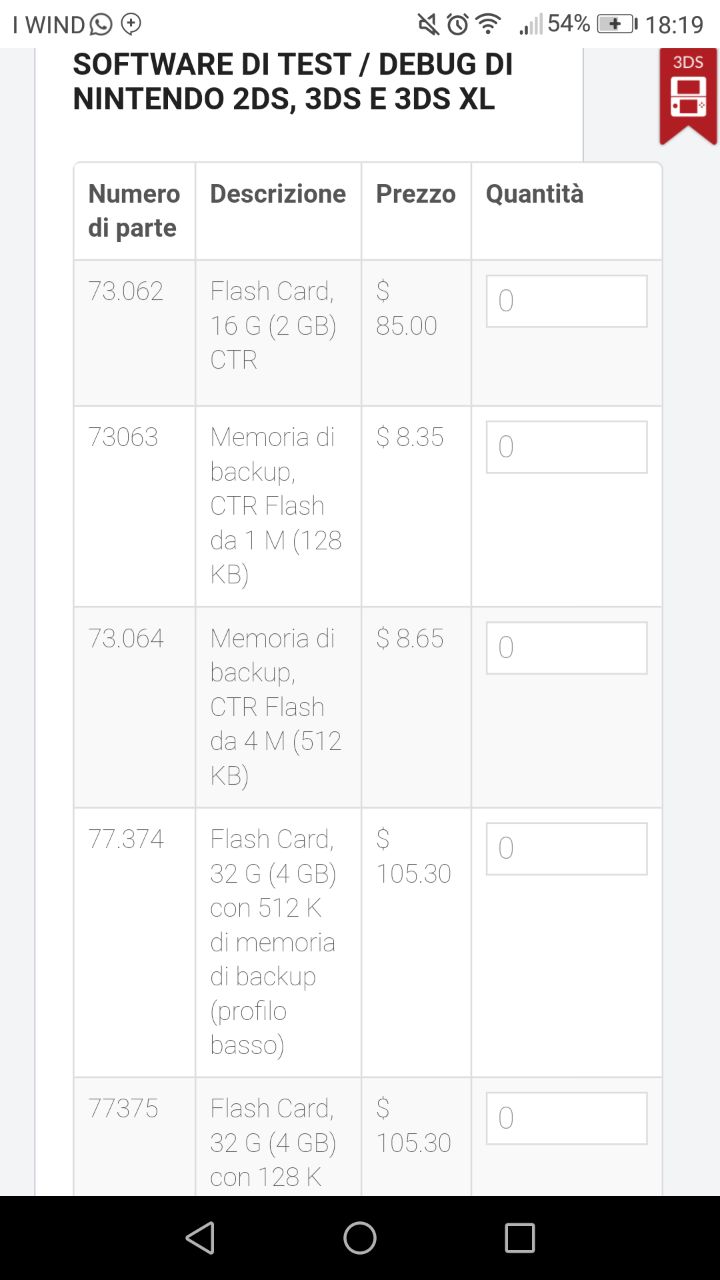 I WIND
54%
18:19
SOFTWARE DI TEST / DEBUG DI
NINTENDO 2DS, 3DS E 3DS XL
3DS
Numero
di parte
Descrizione
Prezzo
Quantità
73.062
Flash Card,
16 G (2 GB)
CTR
$
85.00
0
73063
Memoria di
backup,
CTR Flash
da 1 M (128
KB)
$ 8.35
0
73.064
Memoria di
backup,
CTR Flash
da 4 M (512
KB)
$ 8.65
0
77.374
Flash Card,
32 G (4 GB)
con 512 K
di memoria
di backup
(profilo
basso)
$
105.30
0
77375
Flash Card,
32 G (4 GB)
con 128 K
$
105.30
0